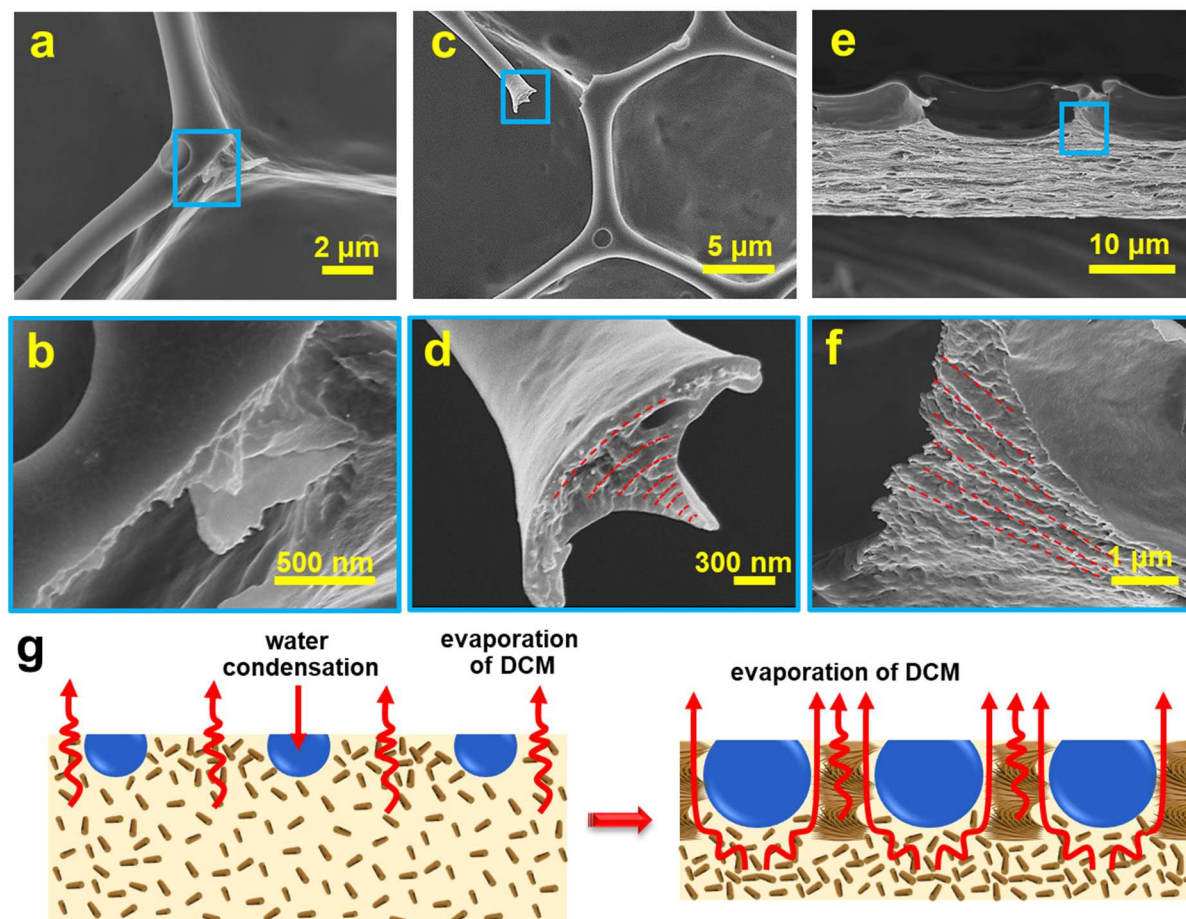 a
c
e
2 µm
5 µm
10 µm
b
d
f
500 nm
300 nm
1 µm
g
water
condensation
evaporation
of DCM
evaporation of DCM